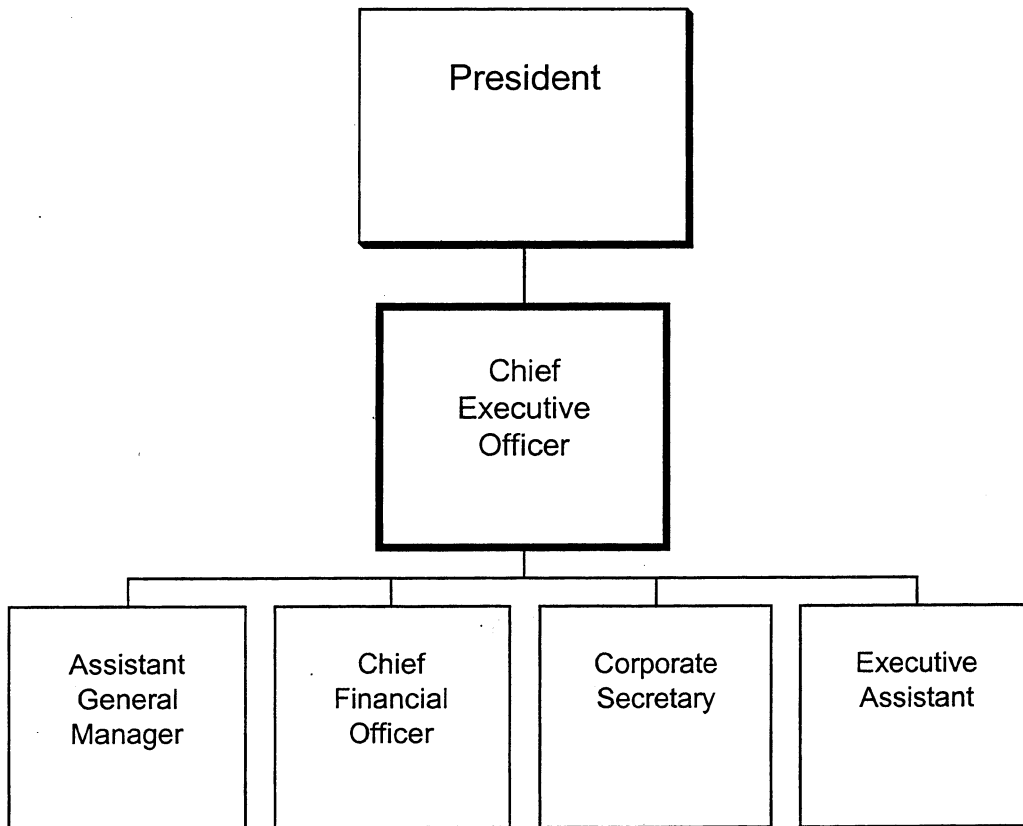 President
Chief
Executive
Officer
Assistant
General
Manager
Chief
Financial
Officer
Corporate
Secretary
Executive
Assistant